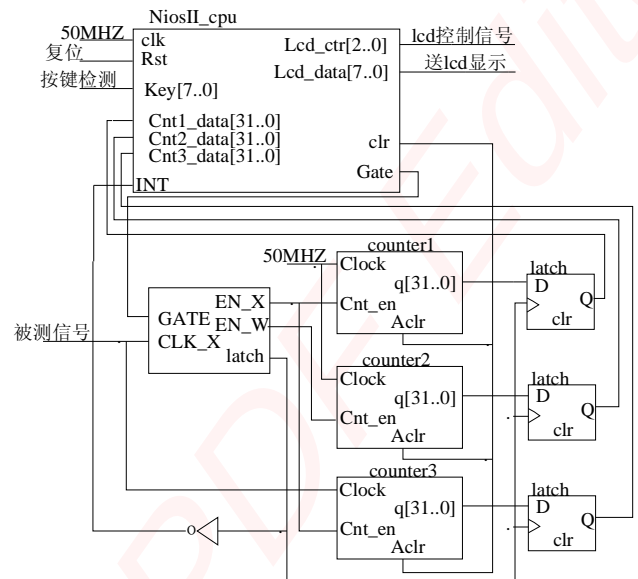 NiosII_cpu
50MHZ
复位
按键检测
clk
Rst
Key[7..0]
Cnt1_data[31..0]
Cnt2_data[31..0]
Cnt3_data[31..0]
INT
Lcd_ctr[2..0]
Lcd_data[7..0]
clr
Gate
lcd控制信号
送lcd显示
被测信号
GATE
CLK_X
EN_X
EN_W
latch
50MHZ
counter1
Clock
q[31..0]
Cnt_en
Aclr
latch
D
Q
clr
counter2
Clock
q[31..0]
Cnt_en
Aclr
latch
D
Q
clr
counter3
Clock
q[31..0]
Cnt_en
Aclr
latch
D
Q
clr
PDF Edit